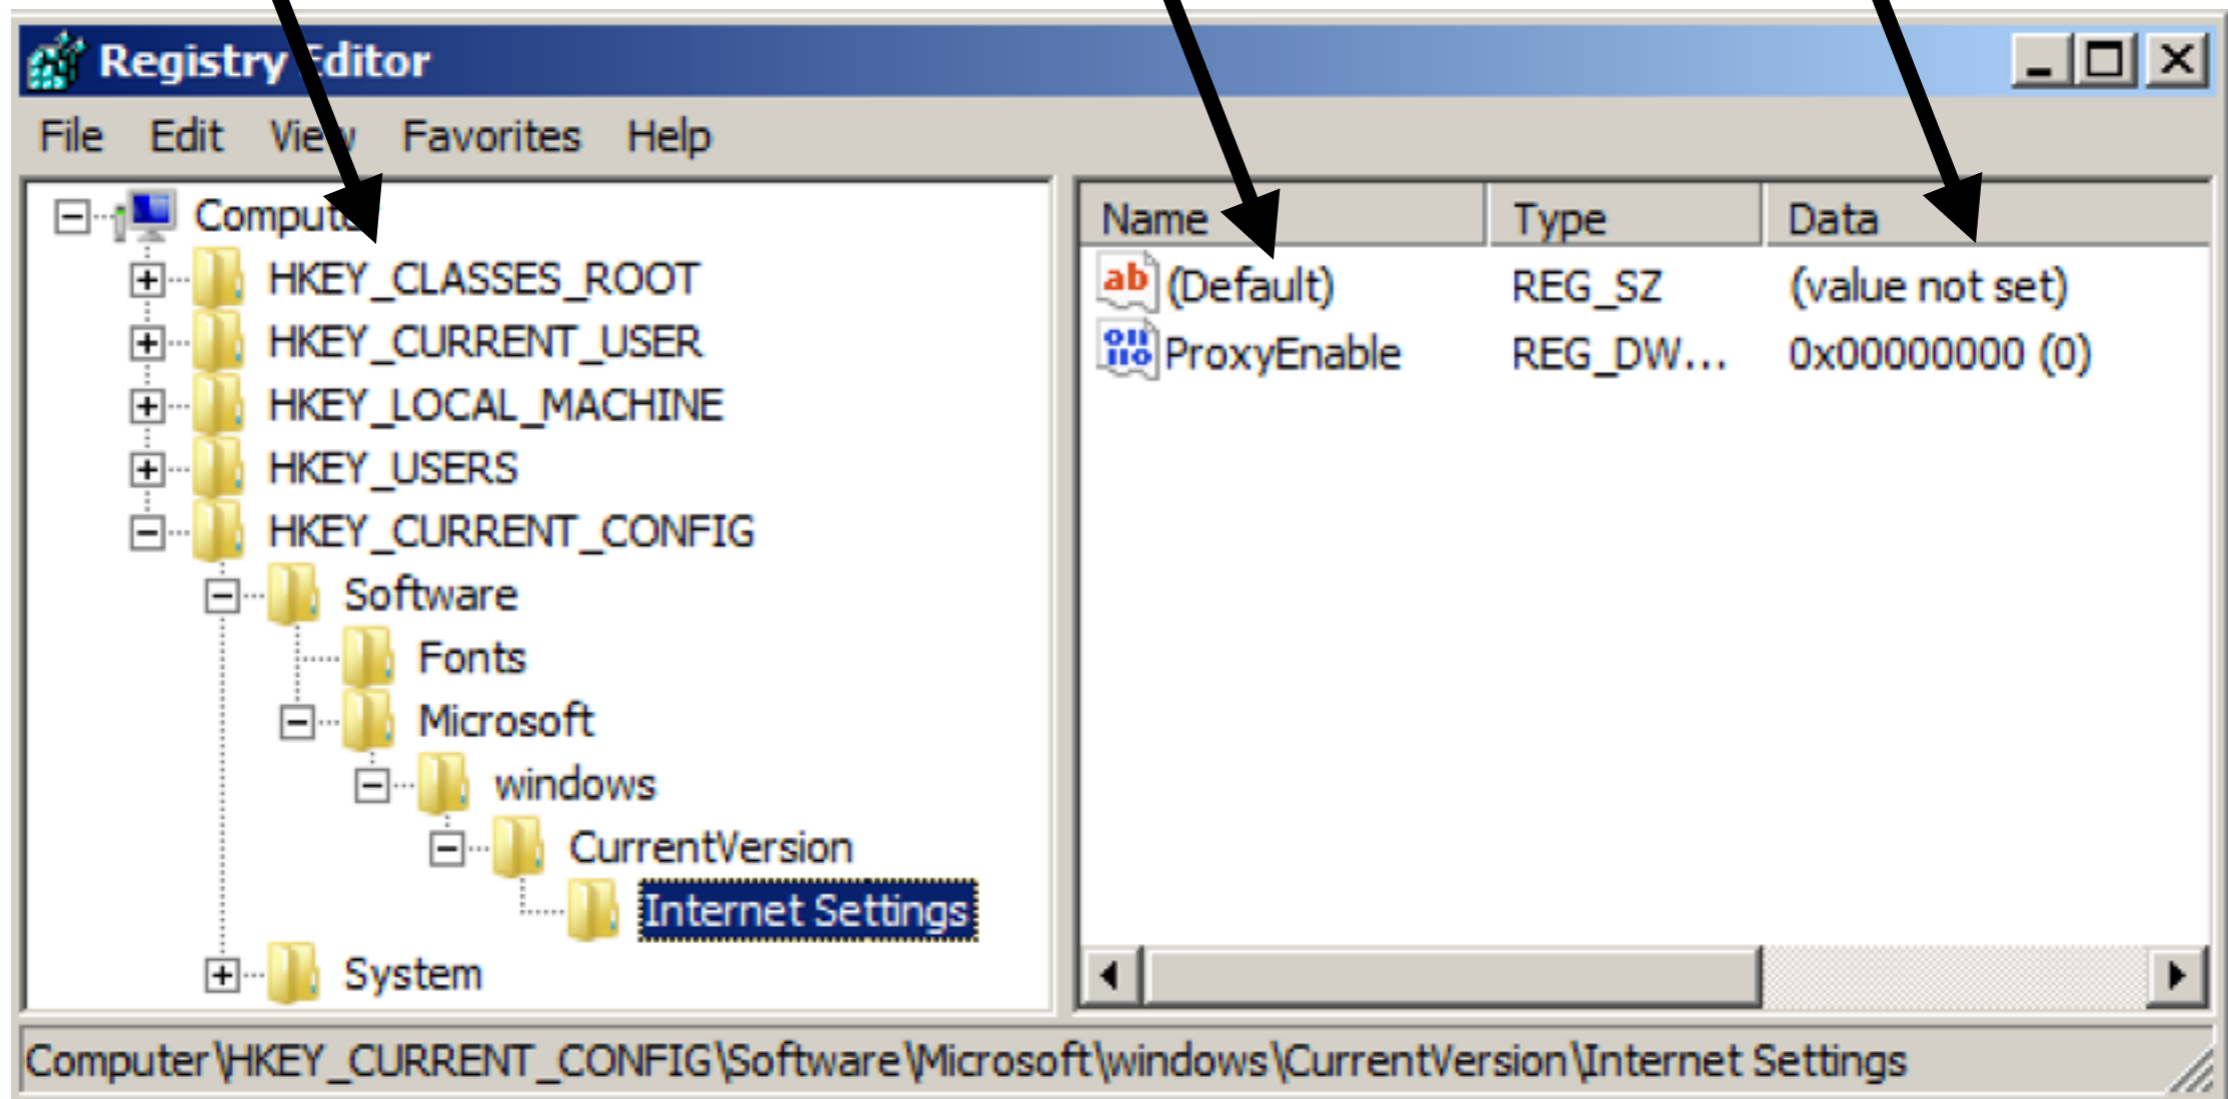 Registry Editor
File Edit View Favorites Help
Computer
HKEY_CLASSES_ROOT
HKEY_CURRENT_USER
HKEY_LOCAL_MACHINE
HKEY_USERS
HKEY_CURRENT_CONFIG
Software
Fonts
Microsoft
windows
CurrentVersion
Internet Settings
System
Name Type Data
(Default) REG_SZ (value not set)
ProxyEnable REG_DW... 0x00000000 (0)
Computer\HKEY_CURRENT_CONFIG\Software\Microsoft\windows\CurrentVersion\Internet Settings